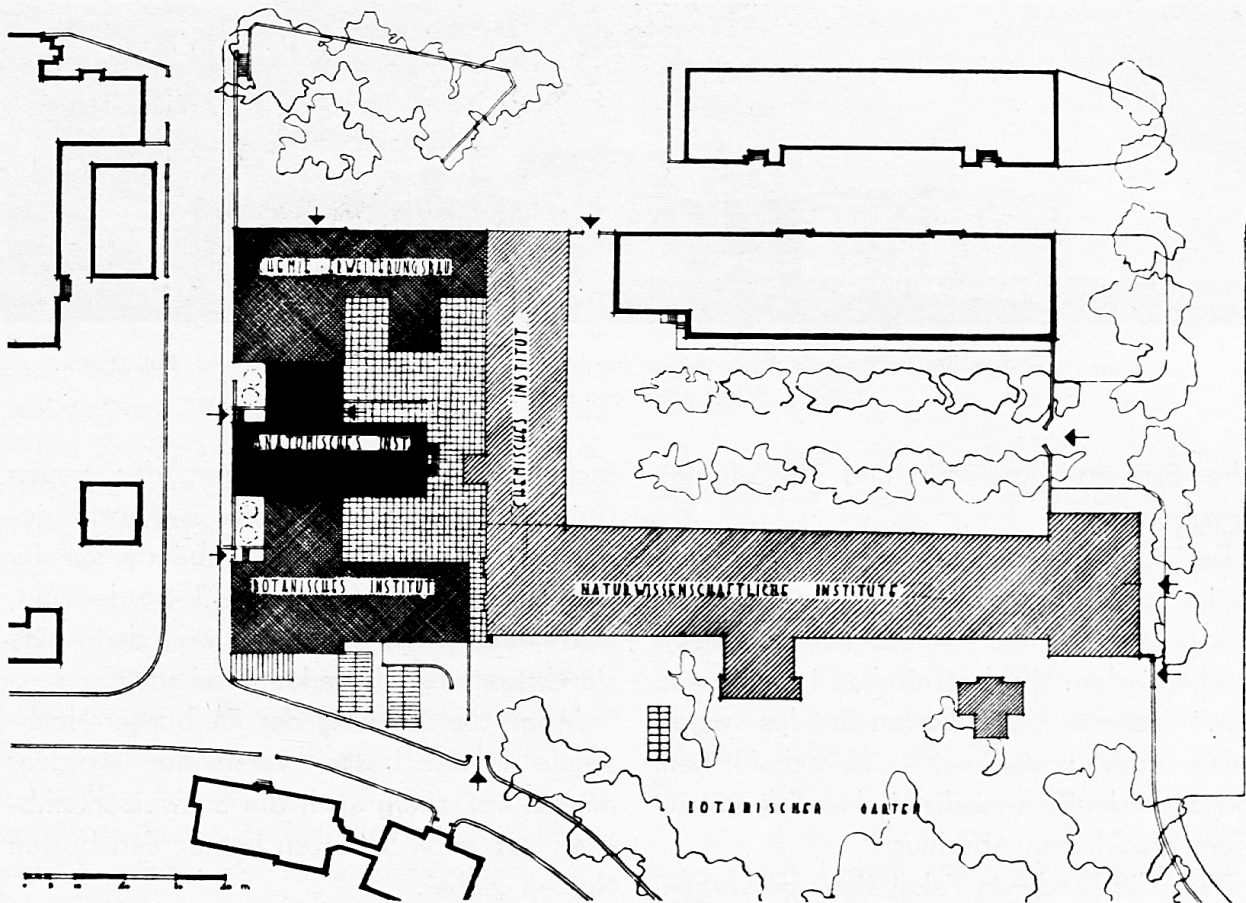 CHEMIE-ERWEITERUNGSBAU
CHEMISCHES INSTITUT
ANATOMISCHES INST
BOTANISCHES INSTITUT
NATURWISSENSCHAFTLICHE INSTITUTE
BOTANISCHER GARTEN